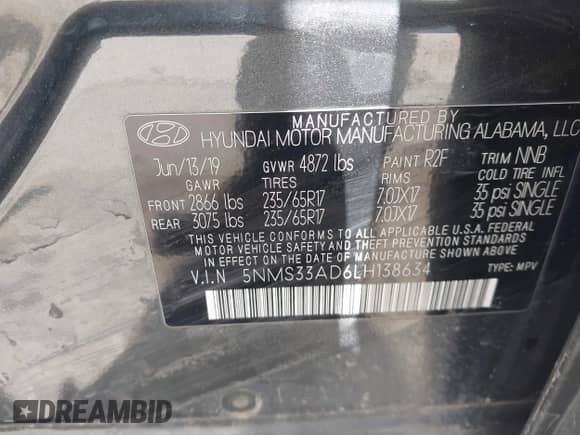 MANUFACTURED BY
HYUNDAI MOTOR MANUFACTURING ALABAMA, LLC
Jun/13/19 GVWR 4872 lbs PAINT R2F TRIM NNB
GAWR TIRES RIMS COLD TIRE INFL
FRONT 2866 lbs 235/65R17 7.0JX17 35 psi SINGLE
REAR 3075 lbs 235/65R17 7.0JX17 35 psi SINGLE
THIS VEHICLE CONFORMS TO ALL APPLICABLE U.S.A. FEDERAL
MOTOR VEHICLE SAFETY AND THEFT PREVENTION STANDARDS
IN EFFECT ON THE DATE OF MANUFACTURE SHOWN ABOVE
V.I.N 5NMS33AD6LH138634 TYPE: MPV
DREAMBID